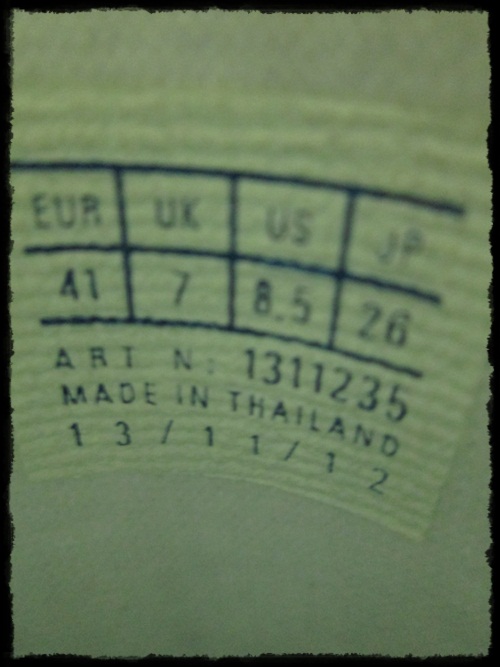 EUR UK US JP
41 7 8.5 26
ART N: 1311235
MADE IN THAILAND
13/11/12